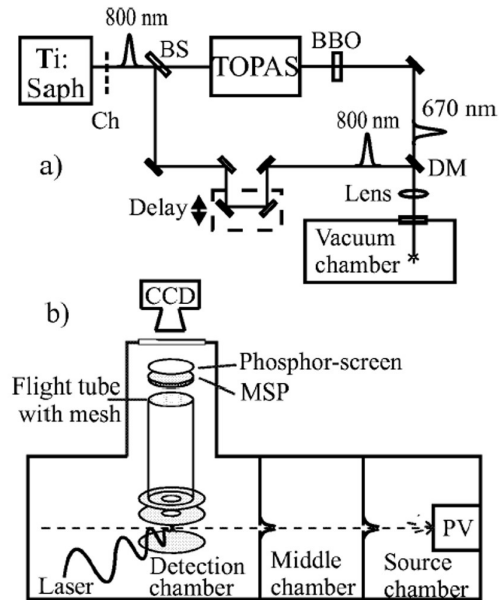 800 nm
Ti:
Saph
BS
TOPAS
BBO
Ch
670 nm
800 nm
a)
DM
Delay
Lens
Vacuum
chamber
CCD
b)
Phosphor-screen
MSP
Flight tube
with mesh
PV
Laser
Detection
chamber
Middle
chamber
Source
chamber